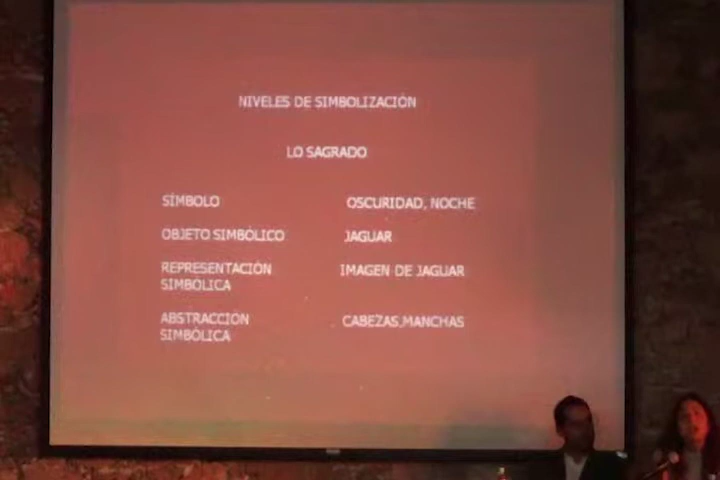 NIVELES DE SIMBOLIZACIÓN
LO SAGRADO
SÍMBOLO OSCURIDAD, NOCHE
OBJETO SIMBÓLICO JAGUAR
REPRESENTACIÓN SIMBÓLICA IMAGEN DE JAGUAR
ABSTRACCIÓN SIMBÓLICA CABEZAS,MANCHAS